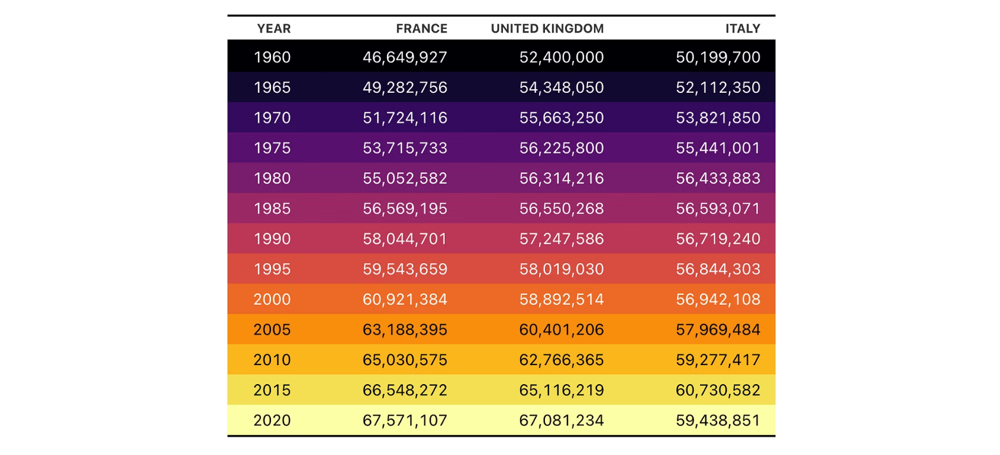 YEAR FRANCE UNITED KINGDOM ITALY
1960 46,649,927 52,400,000 50,199,700
1965 49,282,756 54,348,050 52,112,350
1970 51,724,116 55,663,250 53,821,850
1975 53,715,733 56,225,800 55,441,001
1980 55,052,582 56,314,216 56,433,883
1985 56,569,195 56,550,268 56,593,071
1990 58,044,701 57,247,586 56,719,240
1995 59,543,659 58,019,030 56,844,303
2000 60,921,384 58,892,514 56,942,108
2005 63,188,395 60,401,206 57,969,484
2010 65,030,575 62,766,365 59,277,417
2015 66,548,272 65,116,219 60,730,582
2020 67,571,107 67,081,234 59,438,851